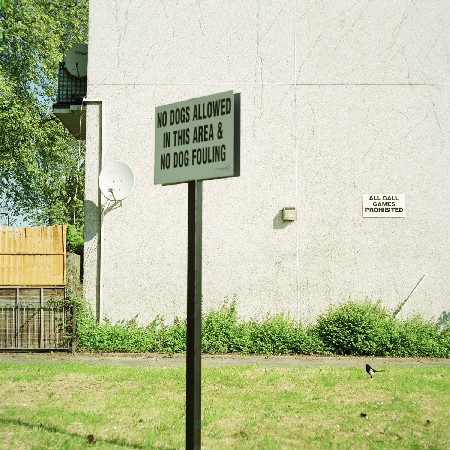 NO DOGS ALLOWED
IN THIS AREA &
NO DOG FOULING
ALL BALL
GAMES
PROHIBITED